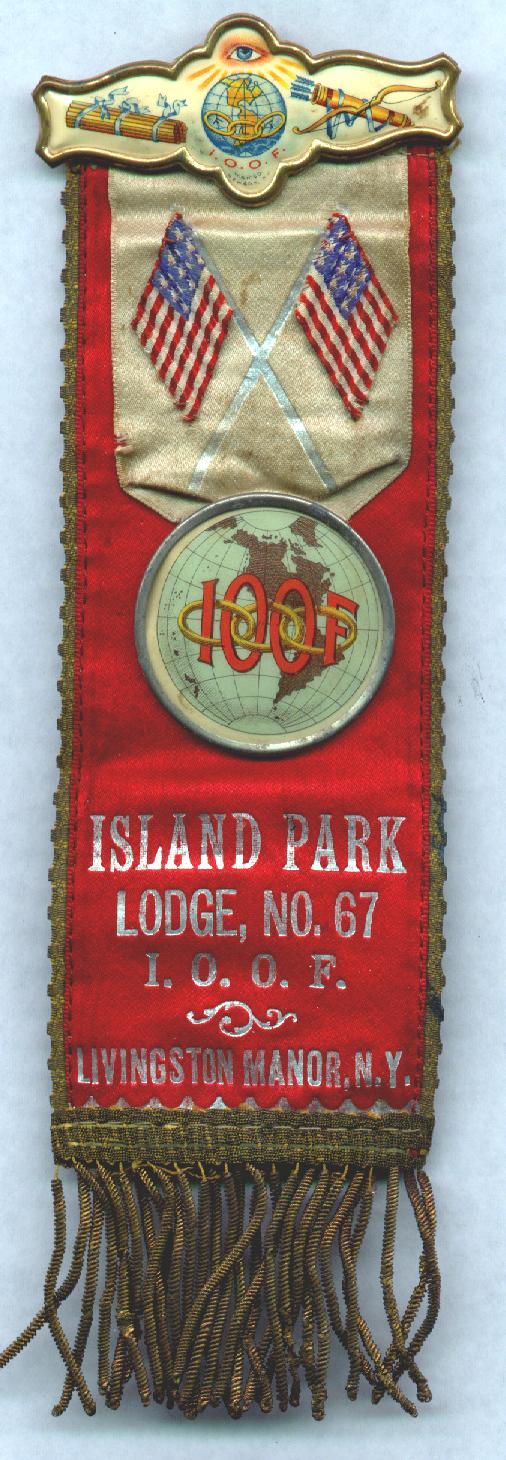 I.O.O.F.
IOOF
ISLAND PARK
LODGE, NO. 67
I. O. O. F.
LIVINGSTON MANOR, N.Y.